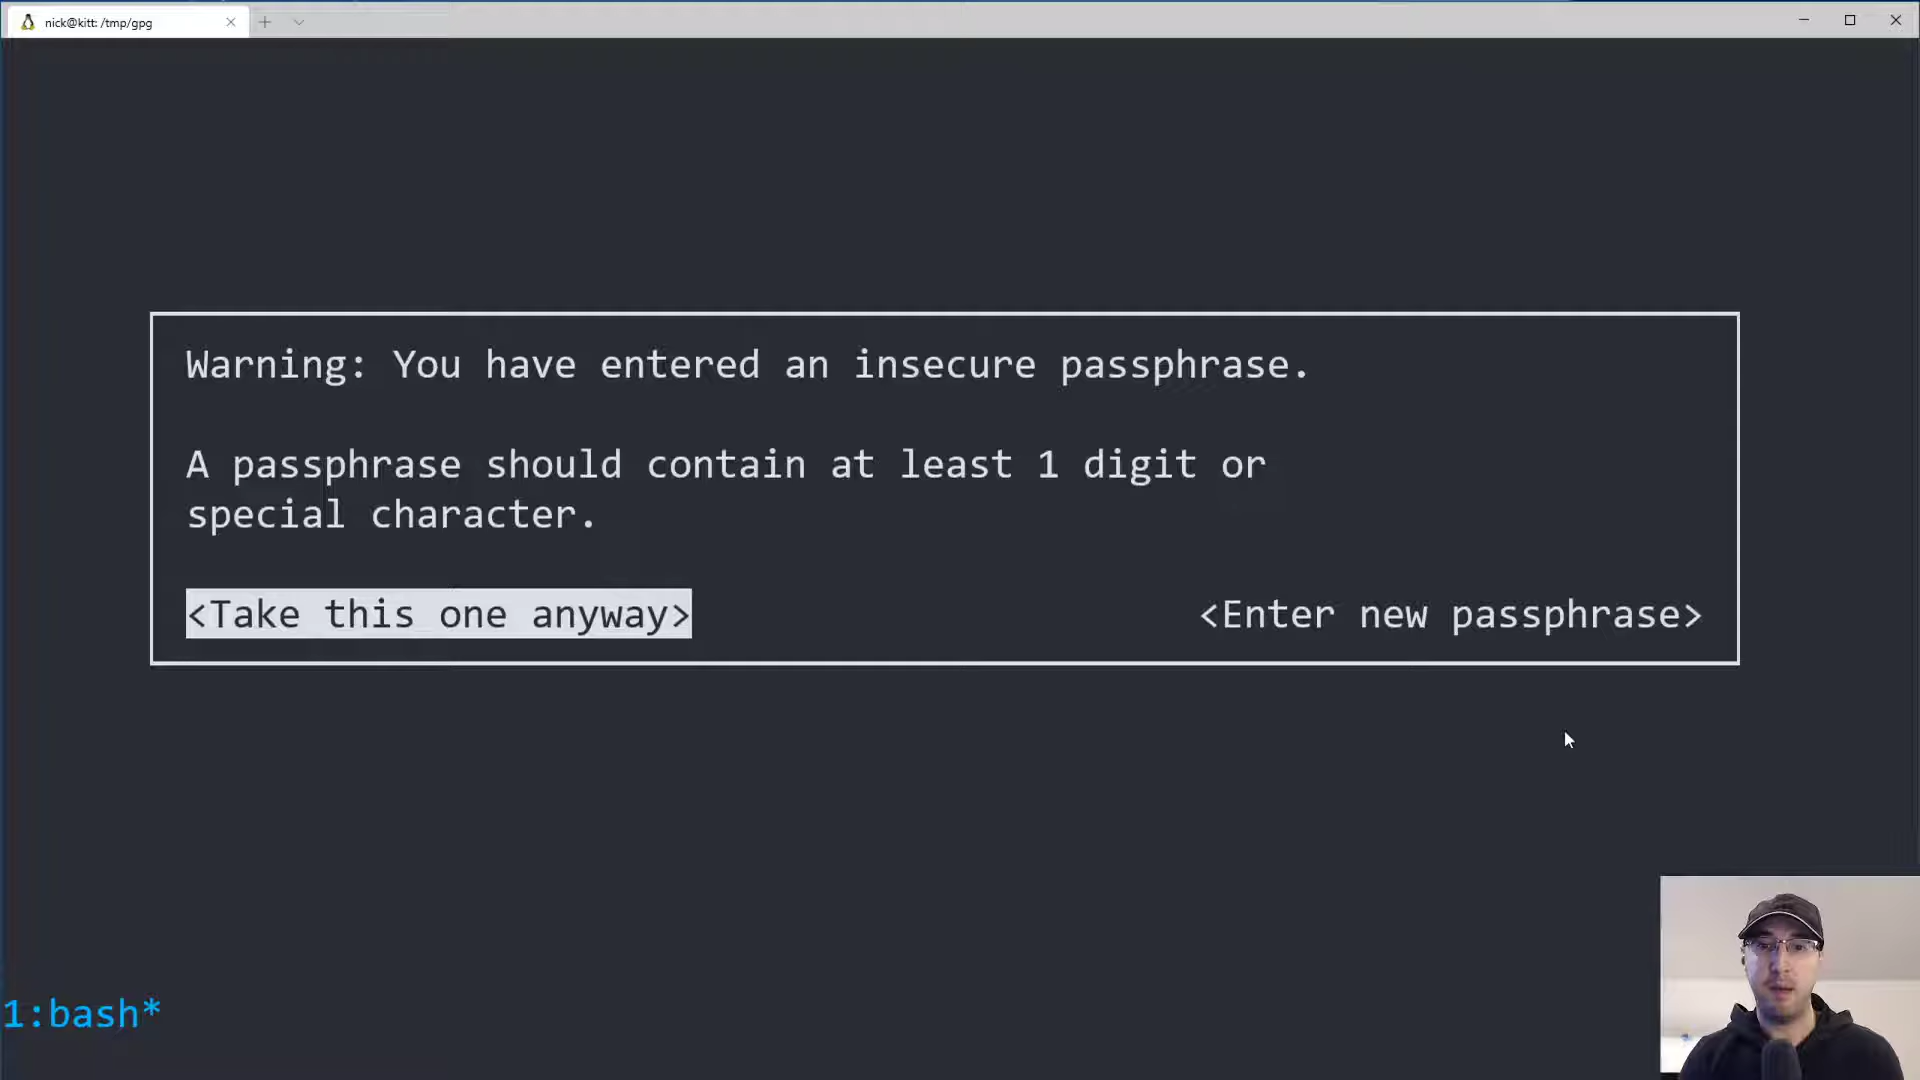 nick@kitt: /tmp/gpg
Warning: You have entered an insecure passphrase.
A passphrase should contain at least 1 digit or
special character.
<Take this one anyway>
<Enter new passphrase>
1:bash*